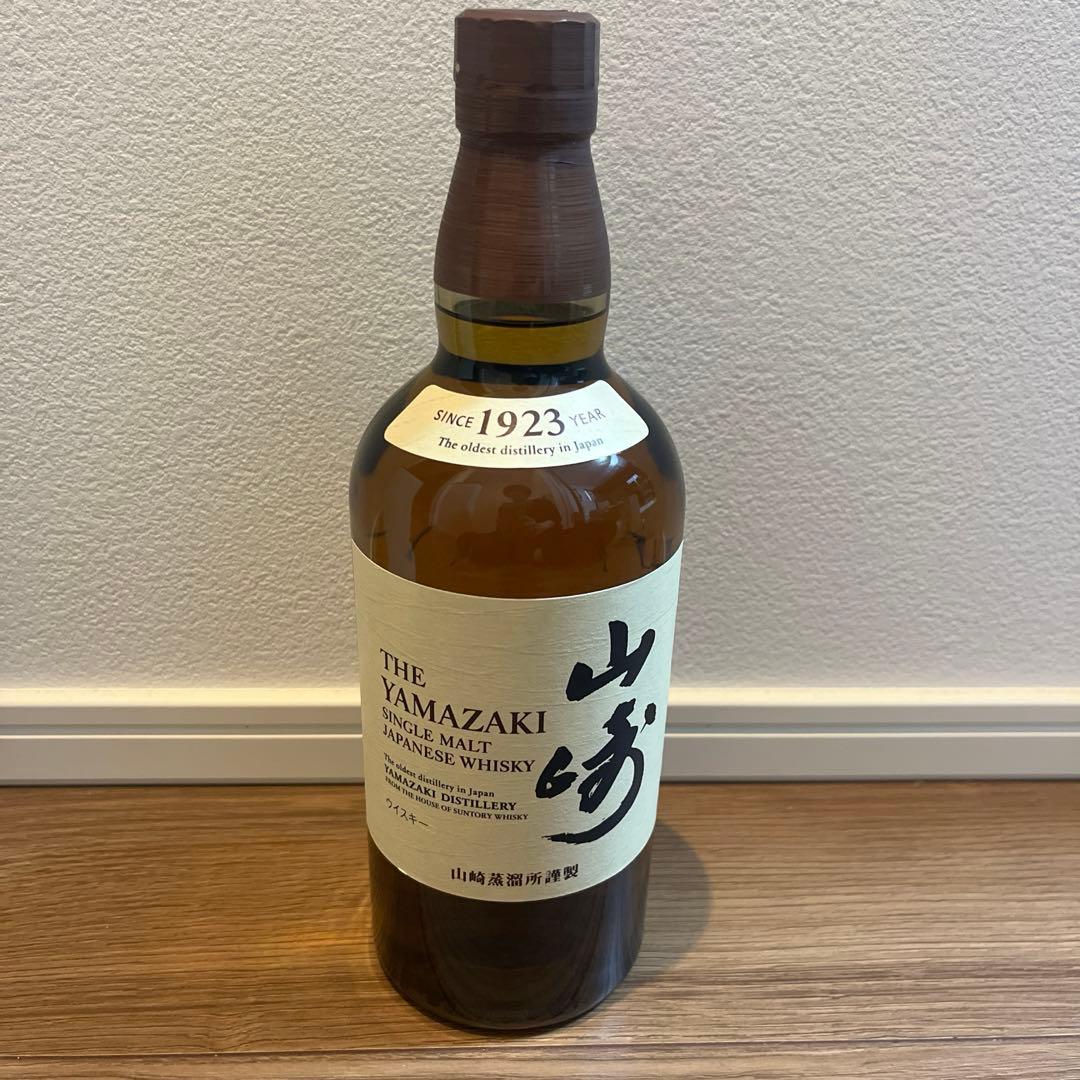 SINCE 1923 YEAR
The oldest distillery in Japan
THE
YAMAZAKI
SINGLE MALT
JAPANESE WHISKY
The oldest distillery in Japan
YAMAZAKI DISTILLERY
FROM THE HOUSE OF SUNTORY WHISKY
ウイスキー
山崎
山崎蒸溜所謹製